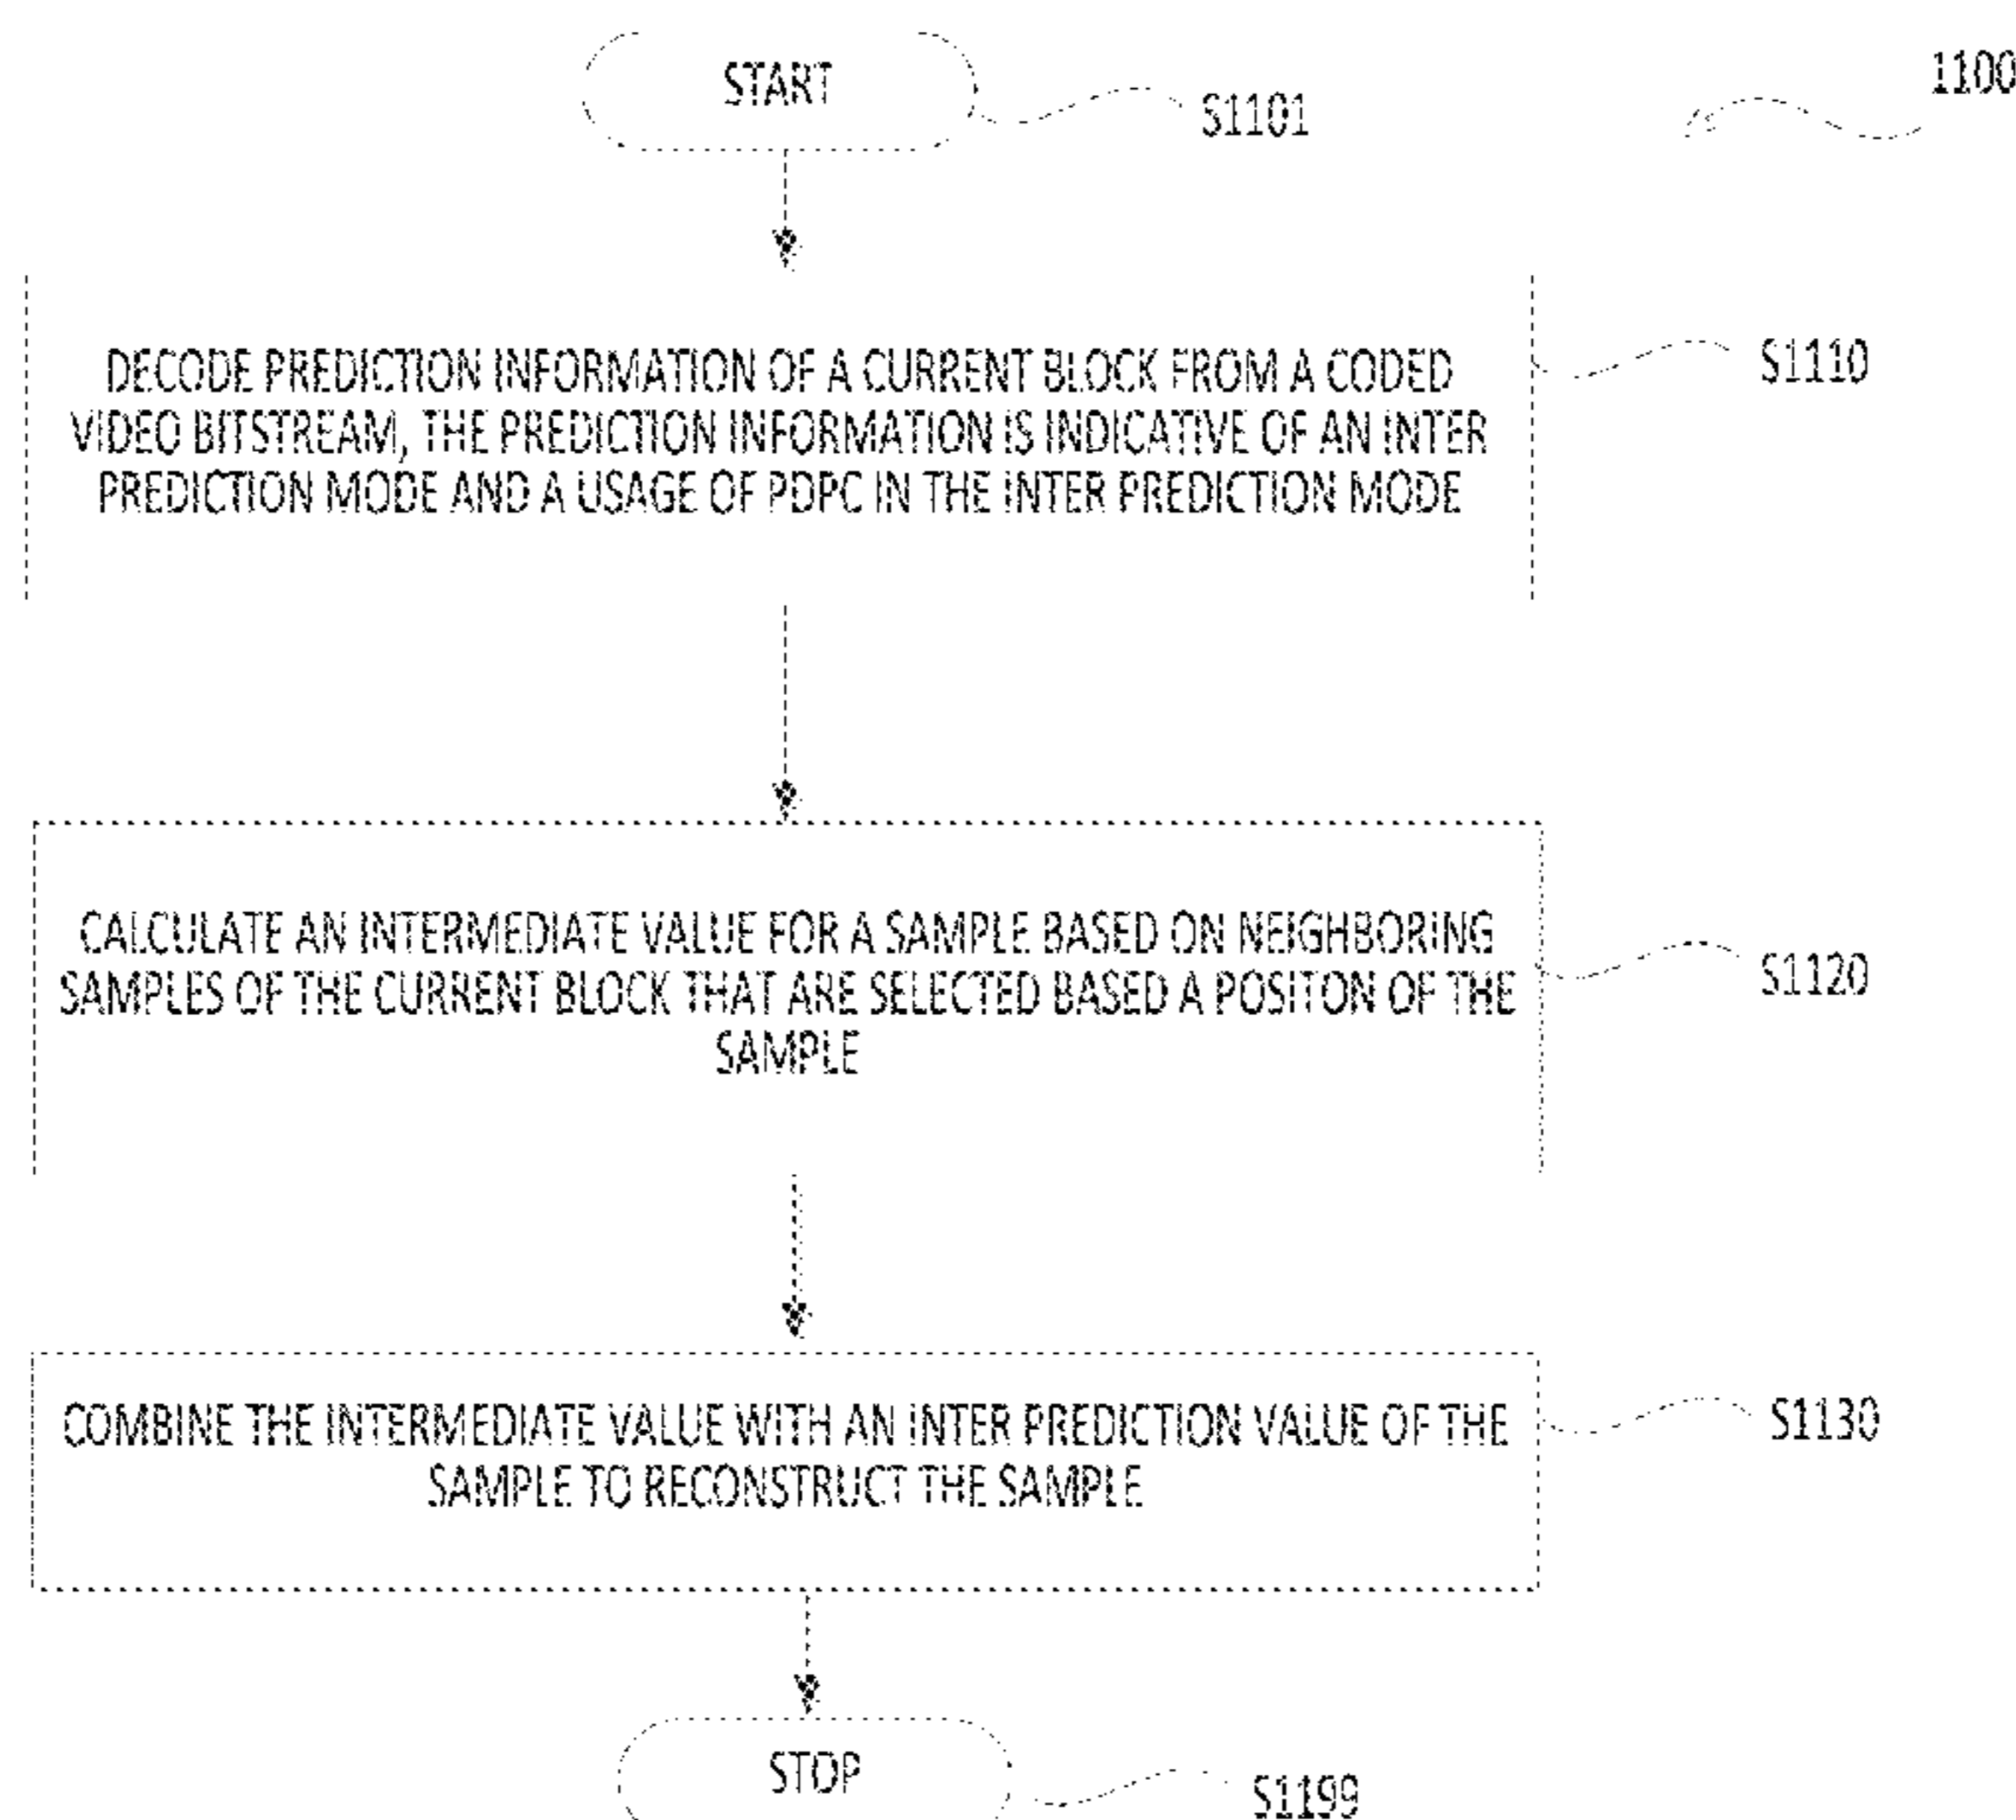 START
S1101
1100
DECODE PREDICTION INFORMATION OF A CURRENT BLOCK FROM A CODED
VIDEO BITSTREAM, THE PREDICTION INFORMATION IS INDICATIVE OF AN INTER
PREDICTION MODE AND A USAGE OF PDPC IN THE INTER PREDICTION MODE
S1110
CALCULATE AN INTERMEDIATE VALUE FOR A SAMPLE BASED ON NEIGHBORING
SAMPLES OF THE CURRENT BLOCK THAT ARE SELECTED BASED A POSITON OF THE
SAMPLE
S1120
COMBINE THE INTERMEDIATE VALUE WITH AN INTER PREDICTION VALUE OF THE
SAMPLE TO RECONSTRUCT THE SAMPLE
S1130
STOP
S1199